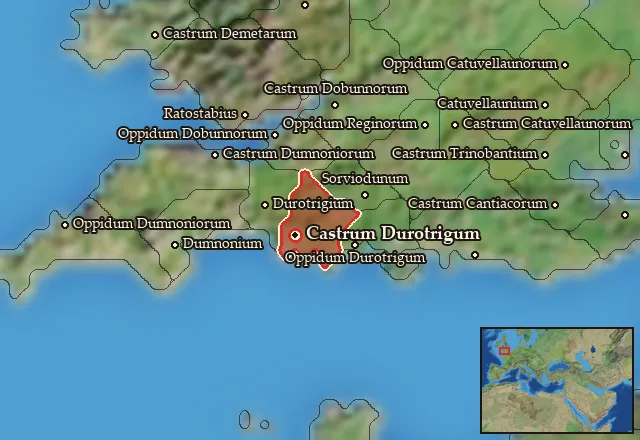 Castrum Demetarum
Oppidum Catuvellaunorum
Castrum Dobunnorum
Catuvellaunium
Ratostabius
Oppidum Reginorum
Castrum Catuvellaunorum
Oppidum Dobunnorum
Castrum Dumnoniorum
Castrum Trinobantium
Sorviodunum
Durotrigium
Castrum Cantiacorum
Oppidum Dumnoniorum
Castrum Durotrigum
Dumnonium
Oppidum Durotrigum